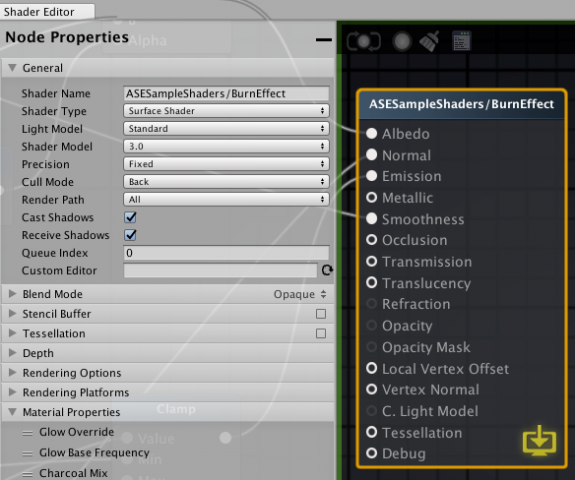 Shader Editor
Node Properties
Alpha
General
Shader Name ASESampleShaders/BurnEffect
Shader Type Surface Shader
Light Model Standard
Shader Model 3.0
Precision Fixed
Cull Mode Back
Render Path All
Cast Shadows
Receive Shadows
Queue Index 0
Custom Editor
Blend Mode Opaque
Stencil Buffer
Tessellation
Depth
Rendering Options
Rendering Platforms
Material Properties
Clamp
Glow Override
Value
Glow Base Frequency
Min
Charcoal Mix
ASESampleShaders/BurnEffect
Albedo
Normal
Emission
Metallic
Smoothness
Occlusion
Transmission
Translucency
Refraction
Opacity
Opacity Mask
Local Vertex Offset
Vertex Normal
C. Light Model
Tessellation
Debug